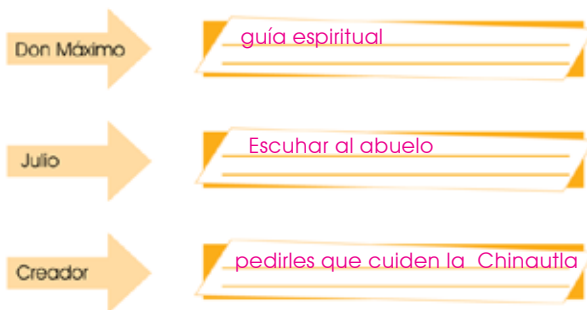 Don Máximo
guía espiritual
Julio
Escuhar al abuelo
Creador
pedirles que cuiden la Chinautla